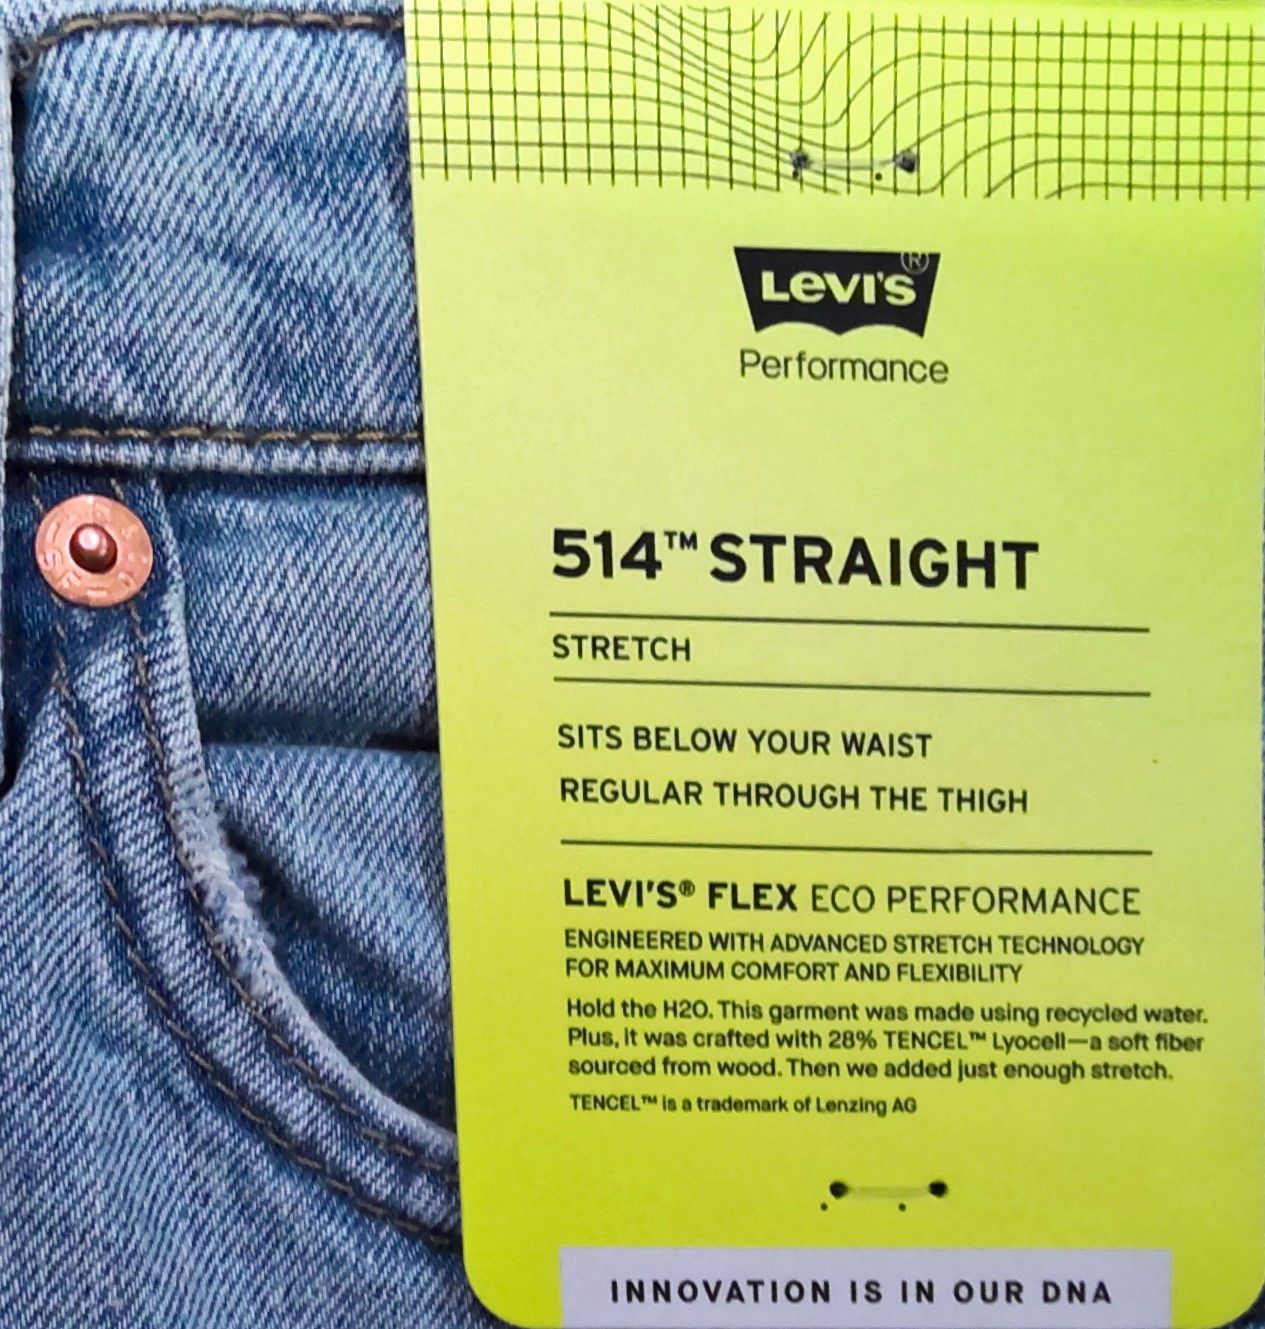 LEVI'S®
Performance
514™ STRAIGHT
STRETCH
SITS BELOW YOUR WAIST
REGULAR THROUGH THE THIGH
LEVI'S® FLEX ECO PERFORMANCE
ENGINEERED WITH ADVANCED STRETCH TECHNOLOGY
FOR MAXIMUM COMFORT AND FLEXIBILITY
Hold the H2O. This garment was made using recycled water.
Plus, it was crafted with 28% TENCEL™ Lyocell—a soft fiber
sourced from wood. Then we added just enough stretch.
TENCEL™ is a trademark of Lenzing AG
INNOVATION IS IN OUR DNA